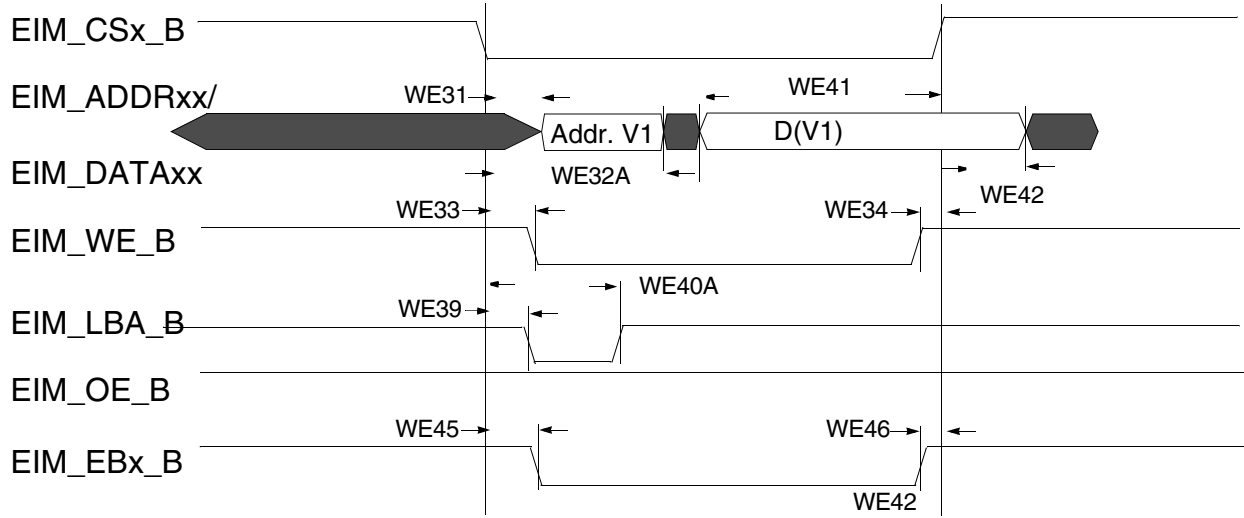 EIM_CSx_B
EIM_ADDRxx/
WE31
WE41
Addr. V1
D(V1)
EIM_DATAxx
WE32A
WE42
WE33
WE34
EIM_WE_B
WE40A
WE39
EIM_LBA_B
EIM_OE_B
WE45
WE46
EIM_EBx_B
WE42